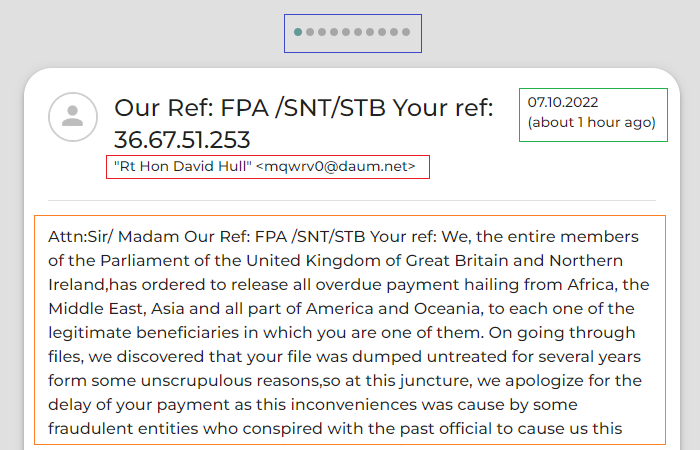 Our Ref: FPA /SNT/STB Your ref:
36.67.51.253
"Rt Hon David Hull" <mqwrv0@daum.net>
07.10.2022
(about 1 hour ago)
Attn:Sir/ Madam Our Ref: FPA /SNT/STB Your ref: We, the entire members
of the Parliament of the United Kingdom of Great Britain and Northern
Ireland,has ordered to release all overdue payment hailing from Africa, the
Middle East, Asia and all part of America and Oceania, to each one of the
legitimate beneficiaries in which you are one of them. On going through
files, we discovered that your file was dumped untreated for several years
form some unscrupulous reasons,so at this juncture, we apologize for the
delay of your payment as this inconveniences was cause by some
fraudulent entities who conspired with the past official to cause us this